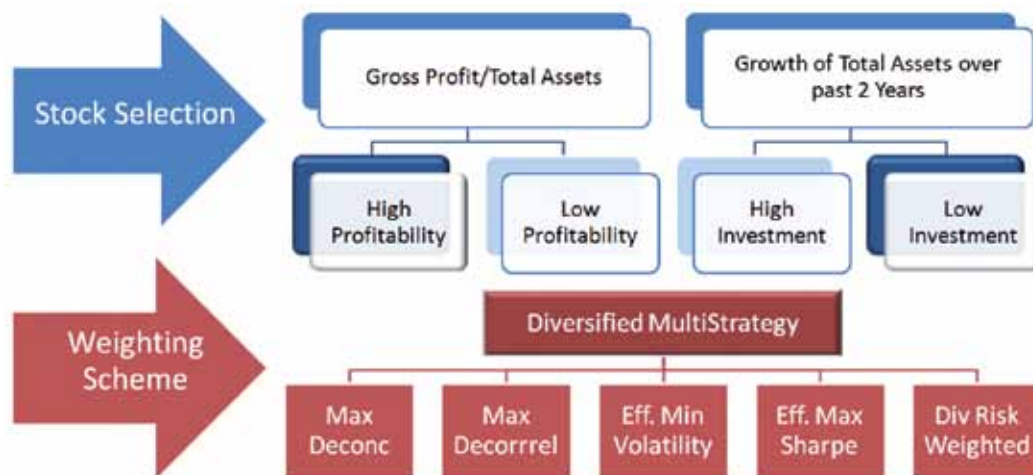 Stock Selection
Gross Profit/Total Assets
Growth of Total Assets over
past 2 Years
High
Profitability
Low
Profitability
High
Investment
Low
Investment
Weighting
Scheme
Diversified MultiStrategy
Max
Deconc
Max
Decorrrel
Eff. Min
Volatility
Eff. Max
Sharpe
Div Risk
Weighted